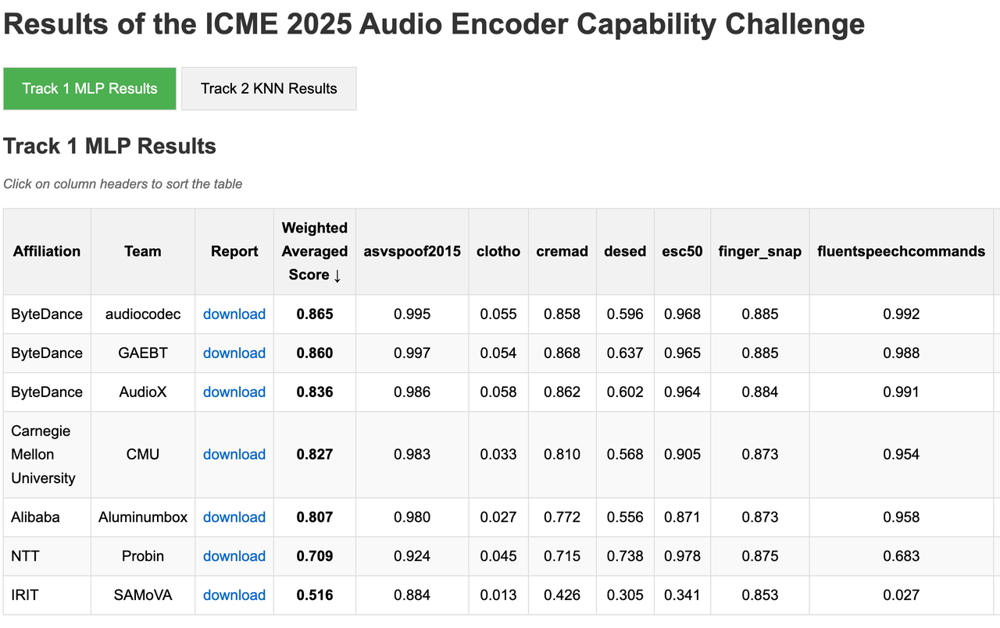 Results of the ICME 2025 Audio Encoder Capability Challenge
Track 1 MLP Results Track 2 KNN Results
Track 1 MLP Results
Click on column headers to sort the table
Affiliation Team Report Weighted Averaged Score ↓ asvspoof2015 clotho cremad desed esc50 finger_snap fluentspeechcommands
ByteDance audiocodec download 0.865 0.995 0.055 0.858 0.596 0.968 0.885 0.992
ByteDance GAEBT download 0.860 0.997 0.054 0.868 0.637 0.965 0.885 0.988
ByteDance AudioX download 0.836 0.986 0.058 0.862 0.602 0.964 0.884 0.991
Carnegie Mellon University CMU download 0.827 0.983 0.033 0.810 0.568 0.905 0.873 0.954
Alibaba Aluminumbox download 0.807 0.980 0.027 0.772 0.556 0.871 0.873 0.958
NTT Probin download 0.709 0.924 0.045 0.715 0.738 0.978 0.875 0.683
IRIT SAMoVA download 0.516 0.884 0.013 0.426 0.305 0.341 0.853 0.027